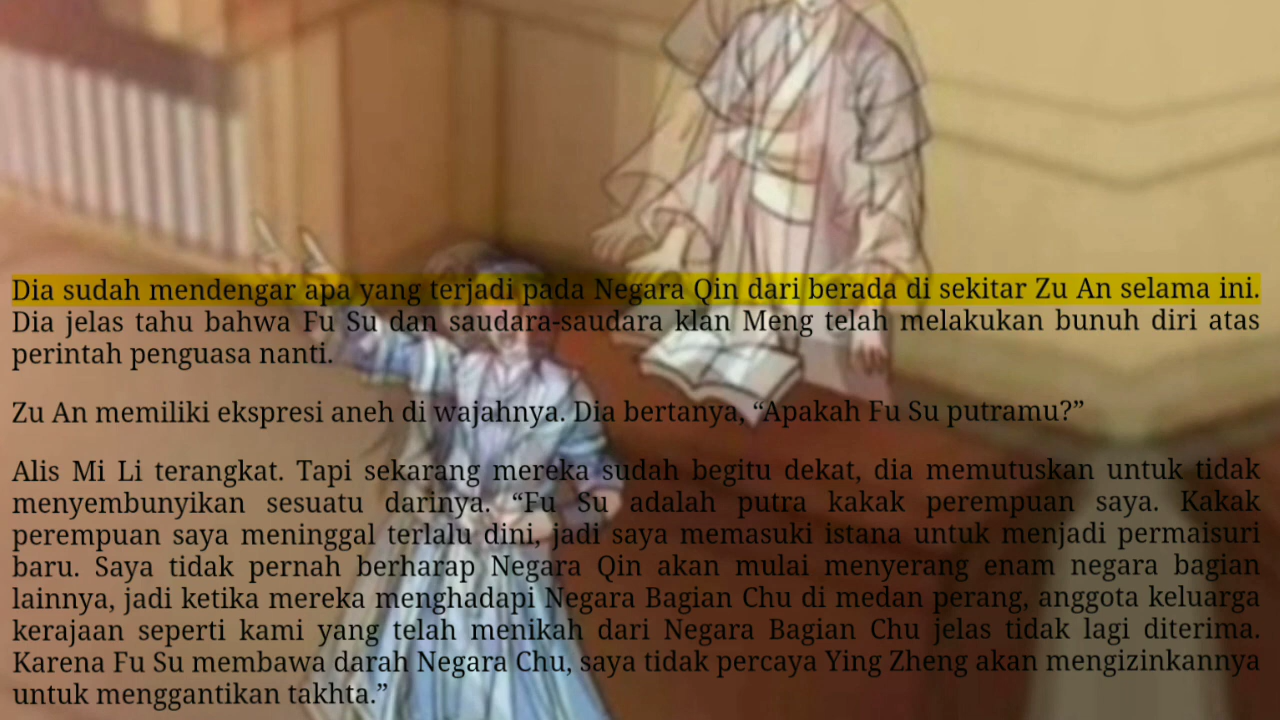 Dia sudah mendengar apa yang terjadi pada Negara Qin dari berada di sekitar Zu An selama ini.
Dia jelas tahu bahwa Fu Su dan saudara-saudara klan Meng telah melakukan bunuh diri atas
perintah penguasa nanti.
Zu An memiliki ekspresi aneh di wajahnya. Dia bertanya, “Apakah Fu Su putramu?”
Alis Mi Li terangkat. Tapi sekarang mereka sudah begitu dekat, dia memutuskan untuk tidak
menyembunyikan sesuatu darinya. “Fu Su adalah putra kakak perempuan saya. Kakak
perempuan saya meninggal terlalu dini, jadi saya memasuki istana untuk menjadi permaisuri
baru. Saya tidak pernah berharap Negara Qin akan mulai menyerang enam negara bagian
lainnya, jadi ketika mereka menghadapi Negara Bagian Chu di medan perang, anggota keluarga
kerajaan seperti kami yang telah menikah dari Negara Bagian Chu jelas tidak lagi diterima.
Karena Fu Su membawa darah Negara Chu, saya tidak percaya Ying Zheng akan mengizinkannya
untuk menggantikan takhta.”